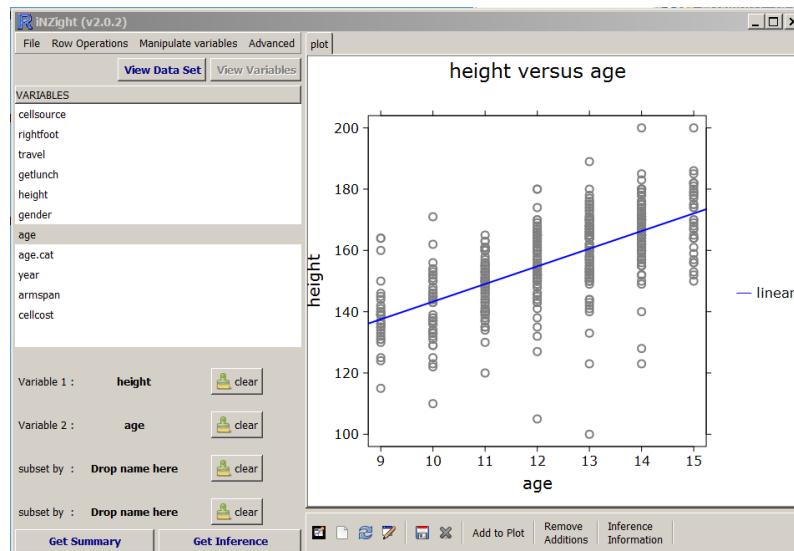 iNZight (v2.0.2)
File Row Operations Manipulate variables Advanced
View Data Set View Variables
VARIABLES
cellsource
rightfoot
travel
getlunch
height
gender
age
age.cat
year
armspan
cellcost
Variable 1 : height clear
Variable 2 : age clear
subset by : Drop name here clear
subset by : Drop name here clear
Get Summary Get Inference
plot
height versus age
200
180
160
140
120
100
height
9 10 11 12 13 14 15
age
linear
Add to Plot Remove Additions Inference Information